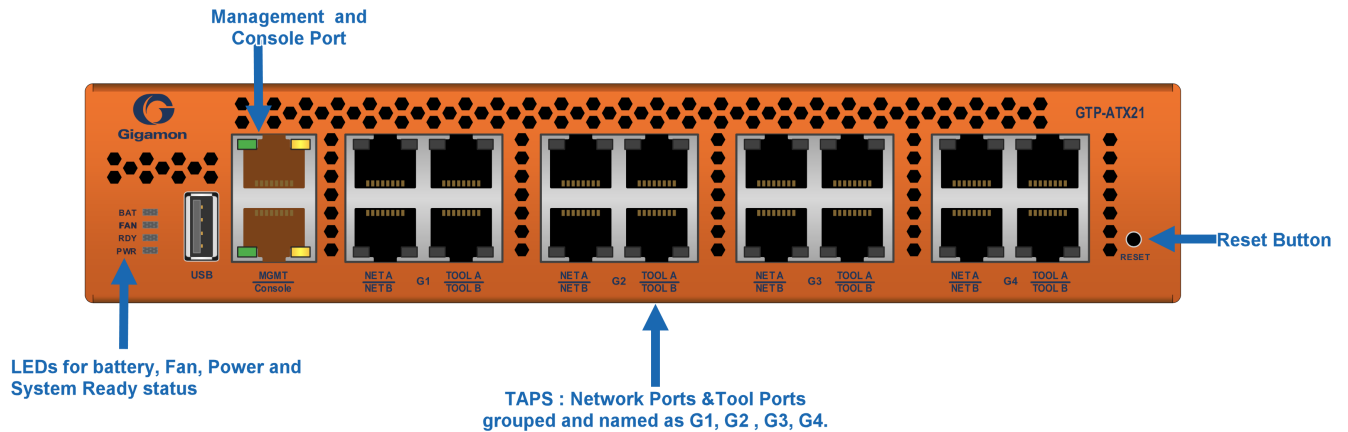 Management and
Console Port
Gigamon
GTP-ATX21
BAT
FAN
RDY
PWR
USB
MGMT
Console
NET A
NET B
G1
TOOL A
TOOL B
NET A
NET B
G2
TOOL A
TOOL B
NET A
NET B
G3
TOOL A
TOOL B
NET A
NET B
G4
TOOL A
TOOL B
RESET
Reset Button
LEDs for battery, Fan, Power and
System Ready status
TAPS : Network Ports &Tool Ports
grouped and named as G1, G2 , G3, G4.